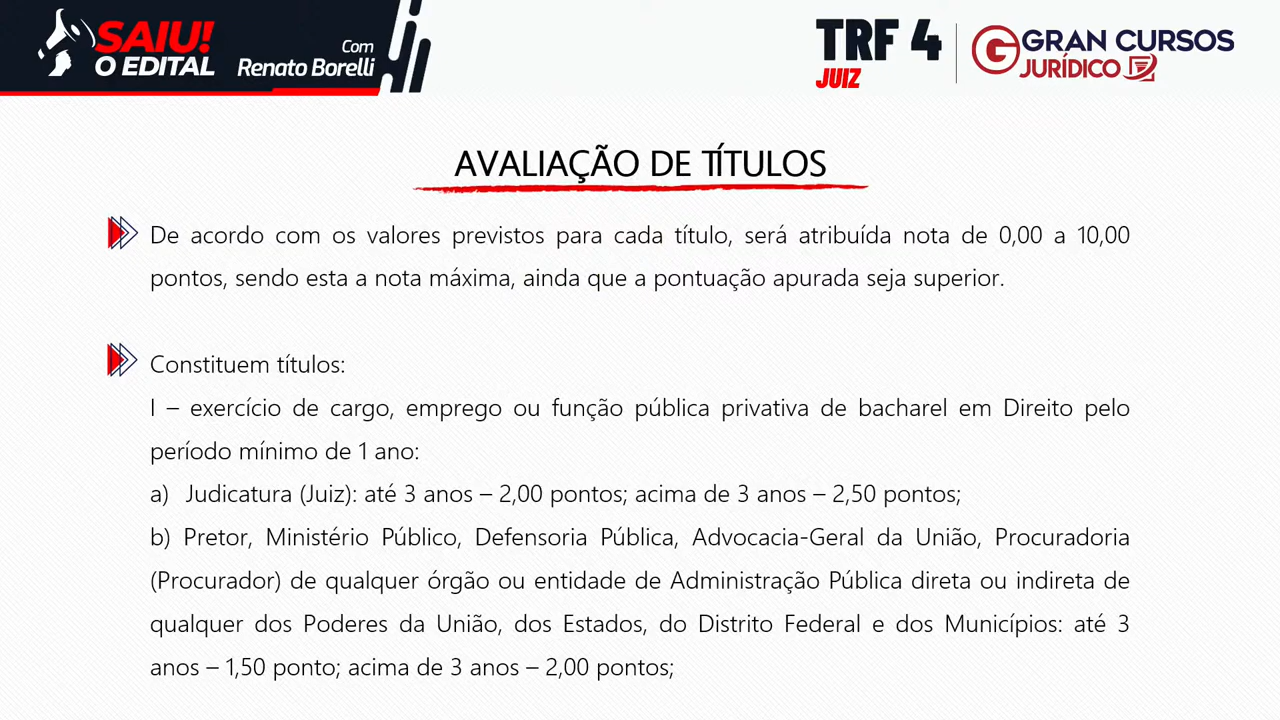 SAIU!
O EDITAL
Com
Renato Borelli
TRF 4
JUIZ
GRAN CURSOS
JURÍDICO
AVALIAÇÃO DE TÍTULOS
De acordo com os valores previstos para cada título, será atribuída nota de 0,00 a 10,00
pontos, sendo esta a nota máxima, ainda que a pontuação apurada seja superior.
Constituem títulos:
I – exercício de cargo, emprego ou função pública privativa de bacharel em Direito pelo
período mínimo de 1 ano:
a) Judicatura (Juiz): até 3 anos – 2,00 pontos; acima de 3 anos – 2,50 pontos;
b) Pretor, Ministério Público, Defensoria Pública, Advocacia-Geral da União, Procuradoria
(Procurador) de qualquer órgão ou entidade de Administração Pública direta ou indireta de
qualquer dos Poderes da União, dos Estados, do Distrito Federal e dos Municípios: até 3
anos – 1,50 ponto; acima de 3 anos – 2,00 pontos;